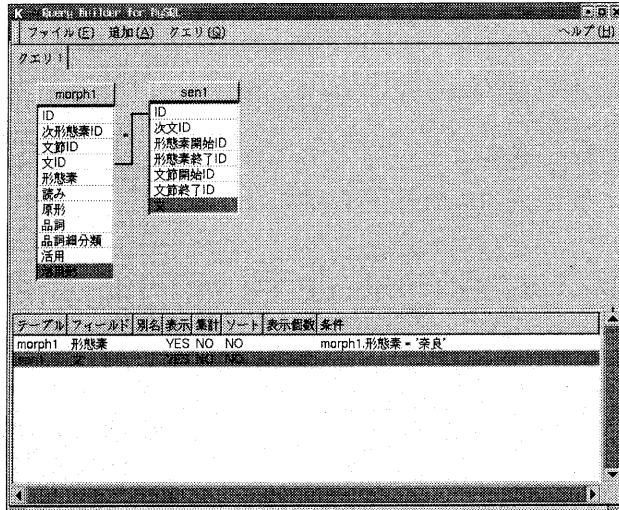 K Query Builder for MySQL
ファイル(F) 追加(A) クエリ(Q) ヘルプ(H)
クエリ1
morph1
ID
次形態素ID
文節ID
文ID
形態素
読み
原形
品詞
品詞細分類
活用
活用形
=
sen1
ID
次文ID
形態素開始ID
形態素終了ID
文節開始ID
文節終了ID
文
テーブル フィールド 別名 表示 集計 ソート 表示個数 条件
morph1 形態素 YES NO NO morph1.形態素 = '奈良'
sen1 文 YES NO NO